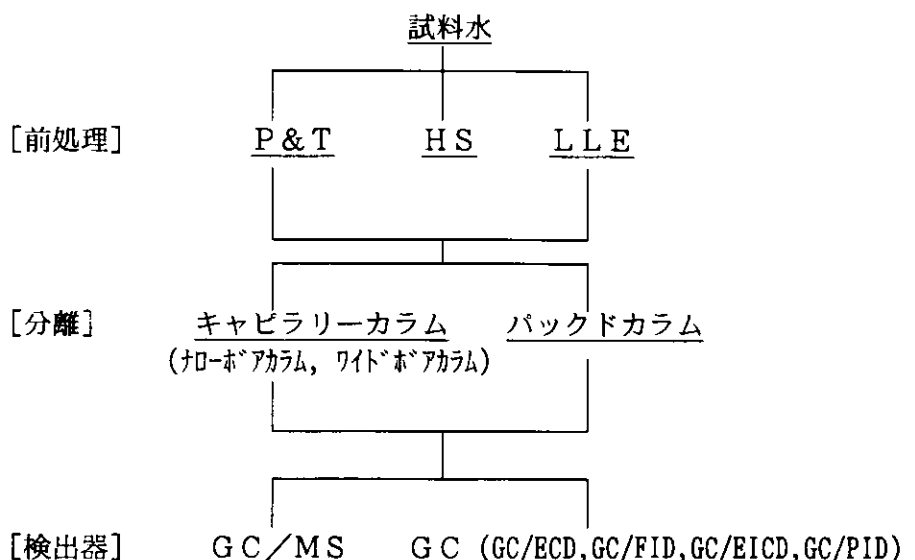 試料水
[前処理] P&T HS LLE
[分離] キャピラリーカラム パックドカラム
(ナローボアカラム, ワイドボアカラム)
[検出器] GC/MS GC (GC/ECD,GC/FID,GC/EICD,GC/PID)